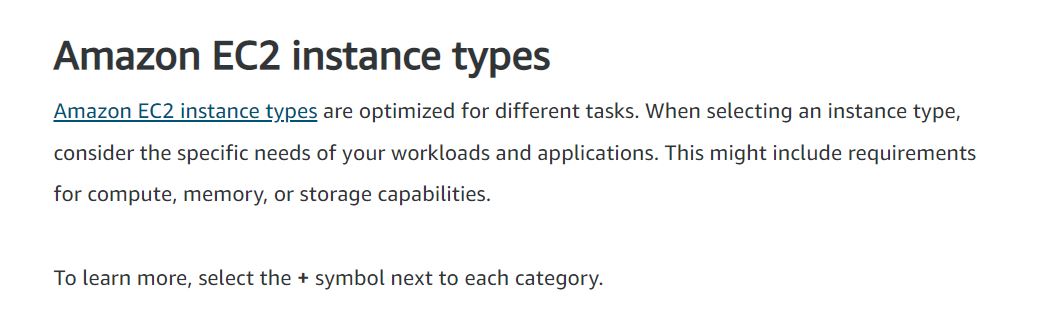 Amazon EC2 instance types
Amazon EC2 instance types are optimized for different tasks. When selecting an instance type,
consider the specific needs of your workloads and applications. This might include requirements
for compute, memory, or storage capabilities.
To learn more, select the + symbol next to each category.